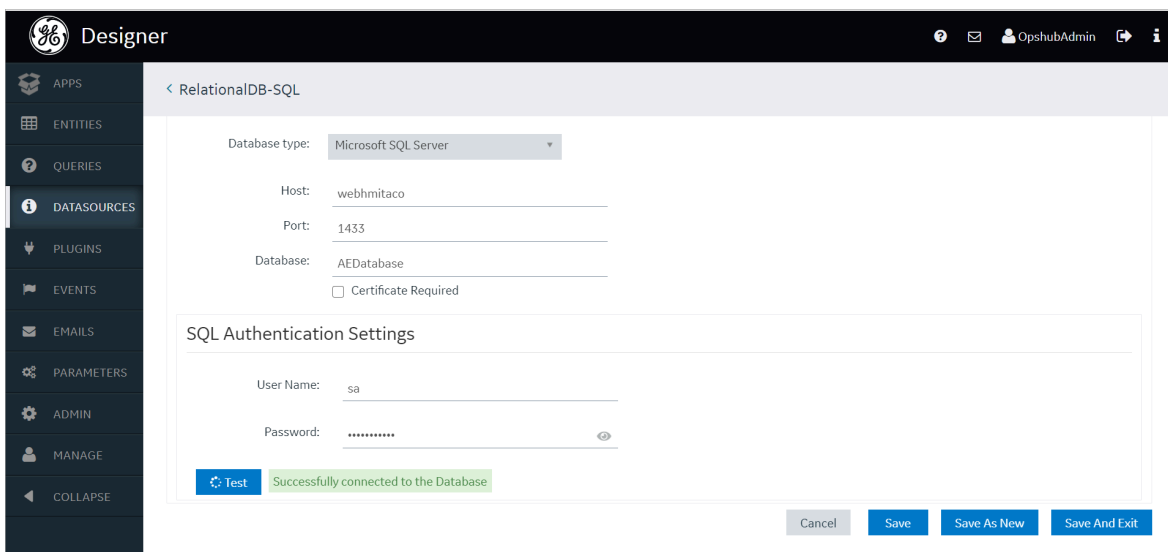 Designer
OpshubAdmin
APPS
ENTITIES
QUERIES
DATASOURCES
PLUGINS
EVENTS
EMAILS
PARAMETERS
ADMIN
MANAGE
COLLAPSE
< RelationalDB-SQL
Database type: Microsoft SQL Server
Host: webhmitaco
Port: 1433
Database: AEDatabase
Certificate Required
SQL Authentication Settings
User Name: sa
Password: •••••••••••
Test Successfully connected to the Database
Cancel Save Save As New Save And Exit